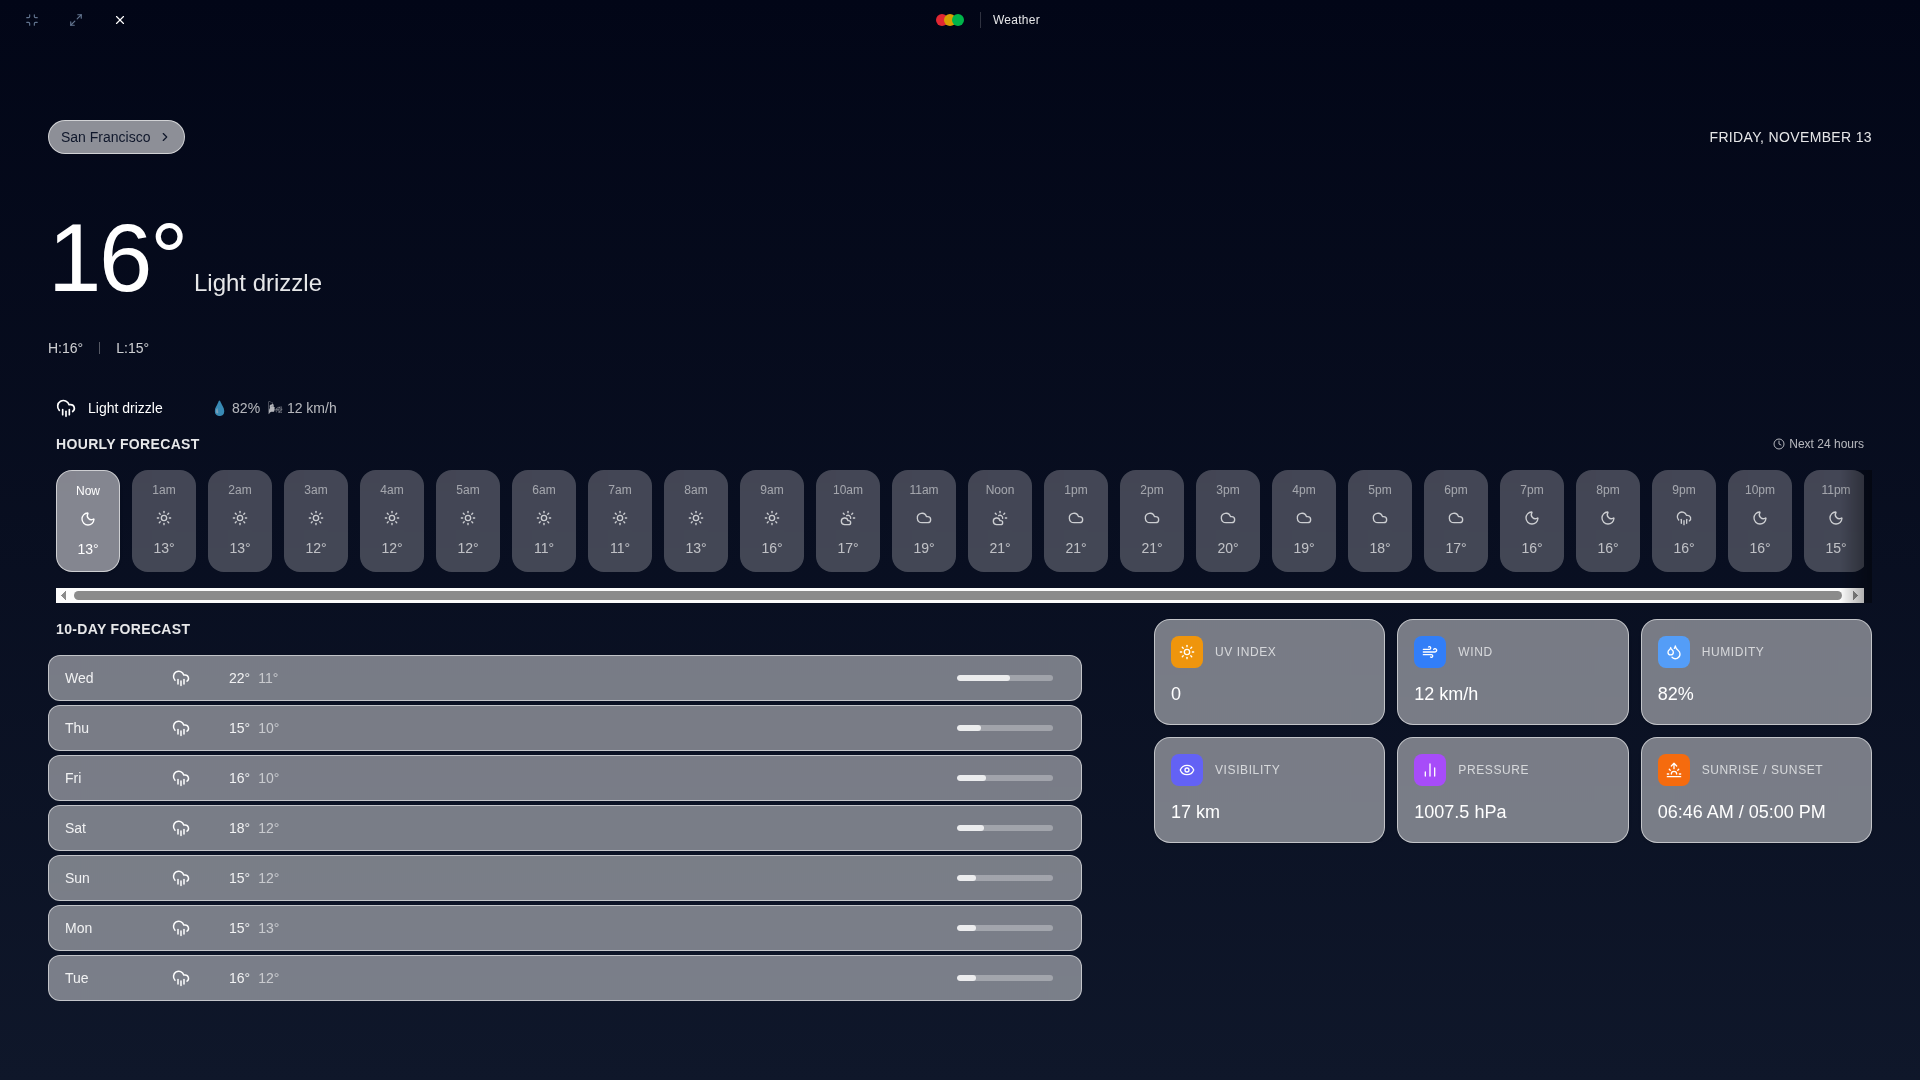 Weather
San Francisco
FRIDAY, NOVEMBER 13
16°
Light drizzle
H:16° L:15°
Light drizzle 82% 12 km/h
HOURLY FORECAST Next 24 hours
Now 1am 2am 3am 4am 5am 6am 7am 8am 9am 10am 11am Noon 1pm 2pm 3pm 4pm 5pm 6pm 7pm 8pm 9pm 10pm 11pm
13° 13° 13° 12° 12° 12° 11° 11° 13° 16° 17° 19° 21° 21° 21° 20° 19° 18° 17° 16° 16° 16° 16° 15°
10-DAY FORECAST
Wed 22° 11°
Thu 15° 10°
Fri 16° 10°
Sat 18° 12°
Sun 15° 12°
Mon 15° 13°
Tue 16° 12°
UV INDEX
0
WIND
12 km/h
HUMIDITY
82%
VISIBILITY
17 km
PRESSURE
1007.5 hPa
SUNRISE / SUNSET
06:46 AM / 05:00 PM